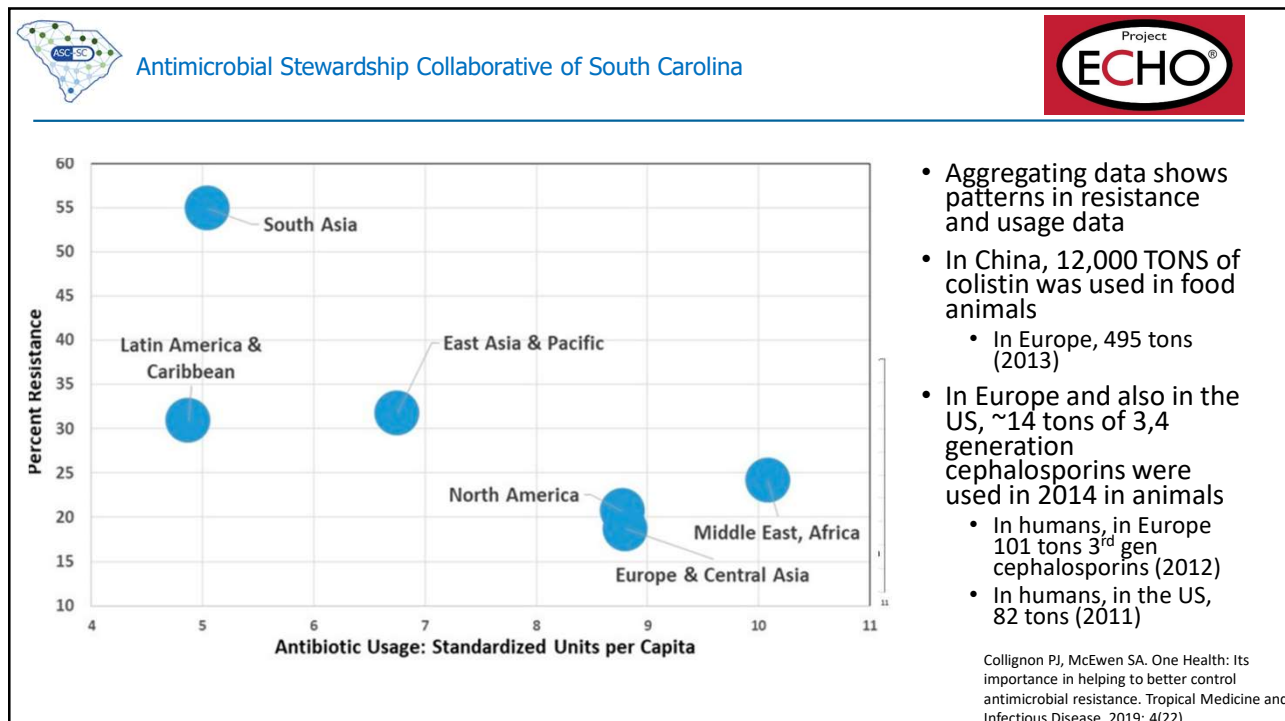 ASC-SC
Antimicrobial Stewardship Collaborative of South Carolina
Project
ECHO®
60
55
50
45
40
35
30
25
20
15
10
Percent Resistance
South Asia
Latin America &
Caribbean
East Asia & Pacific
North America
Middle East, Africa
Europe & Central Asia
4
5
6
7
8
9
10
11
11
Antibiotic Usage: Standardized Units per Capita
• Aggregating data shows
patterns in resistance
and usage data
• In China, 12,000 TONS of
colistin was used in food
animals
• In Europe, 495 tons
(2013)
• In Europe and also in the
US, ~14 tons of 3,4
generation
cephalosporins were
used in 2014 in animals
• In humans, in Europe
101 tons 3rd gen
cephalosporins (2012)
• In humans, in the US,
82 tons (2011)
Collignon PJ, McEwen SA. One Health: Its
importance in helping to better control
antimicrobial resistance. Tropical Medicine and
Infectious Disease. 2019; 4(22)